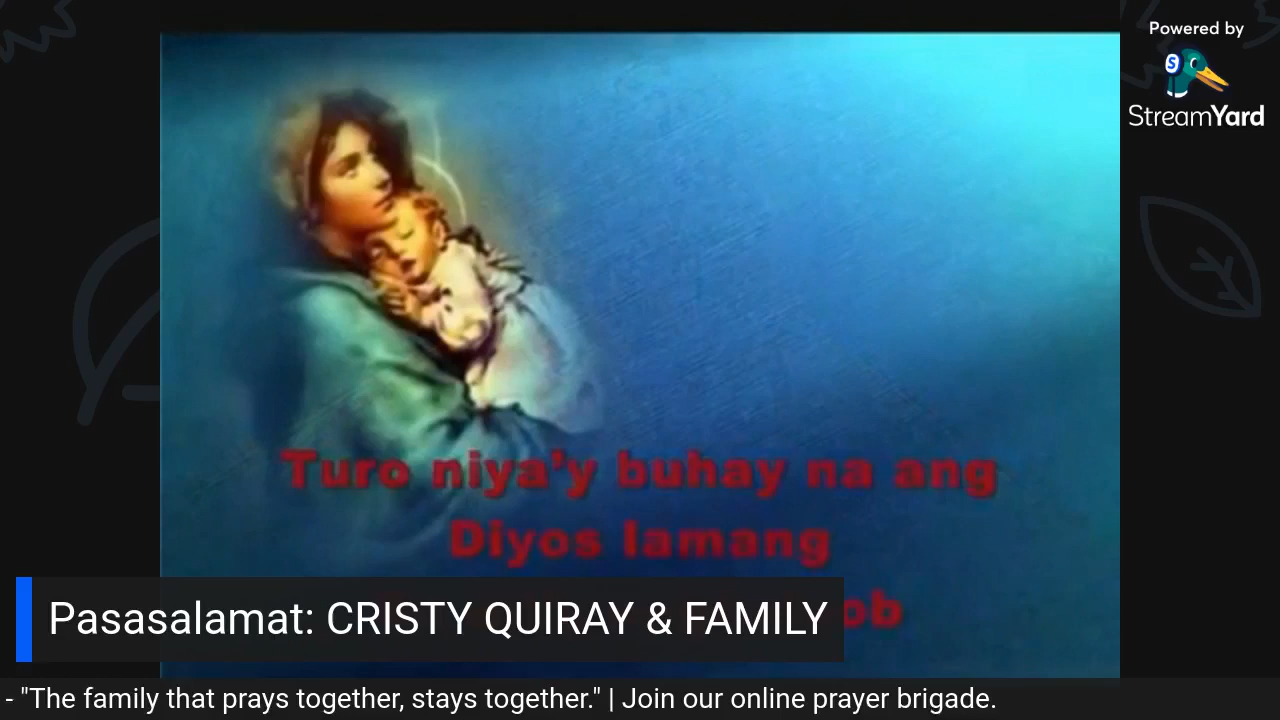 Powered by
StreamYard
Turo niya'y buhay na ang
Diyos lamang
Pasasalamat: CRISTY QUIRAY & FAMILY
- "The family that prays together, stays together." | Join our online prayer brigade.